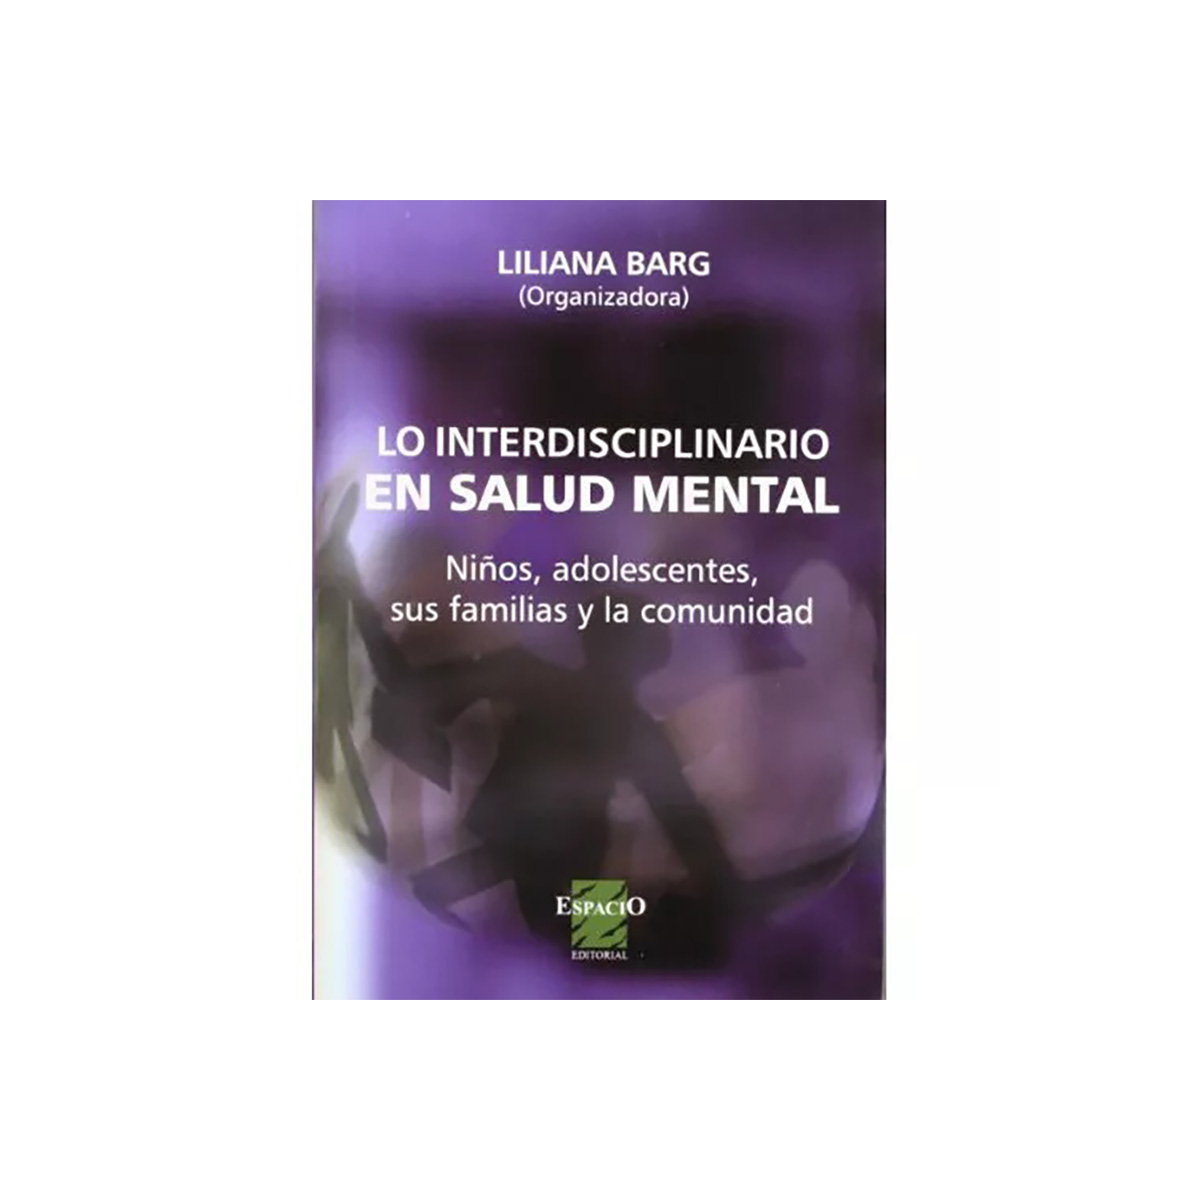 LILIANA BARG
(Organizadora)
LO INTERDISCIPLINARIO
EN SALUD MENTAL
Niños, adolescentes,
sus familias y la comunidad
ESPACIO
EDITORIAL